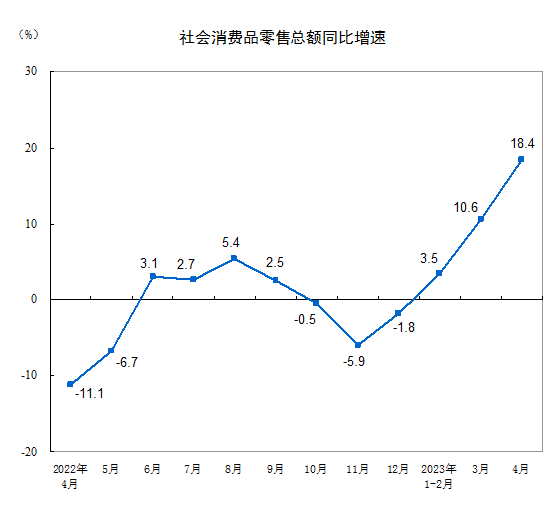 (%)
社会消费品零售总额同比增速
30
20
10
0
-10
-20
-11.1
-6.7
3.1
2.7
5.4
2.5
-0.5
-5.9
-1.8
3.5
10.6
18.4
2022年
4月
5月
6月
7月
8月
9月
10月
11月
12月
2023年
1-2月
3月
4月